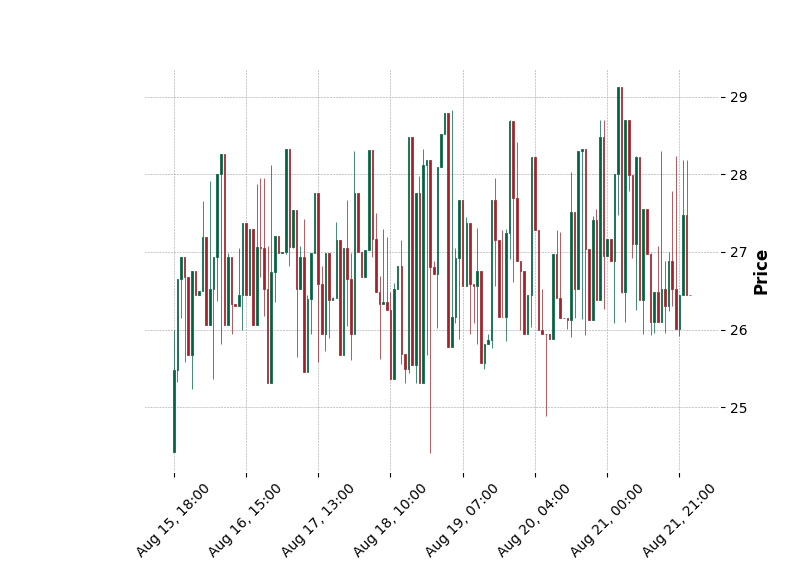 29
28
27
26
25
Price
Aug 15, 18:00
Aug 16, 15:00
Aug 17, 13:00
Aug 18, 10:00
Aug 19, 07:00
Aug 20, 04:00
Aug 21, 00:00
Aug 21, 21:00